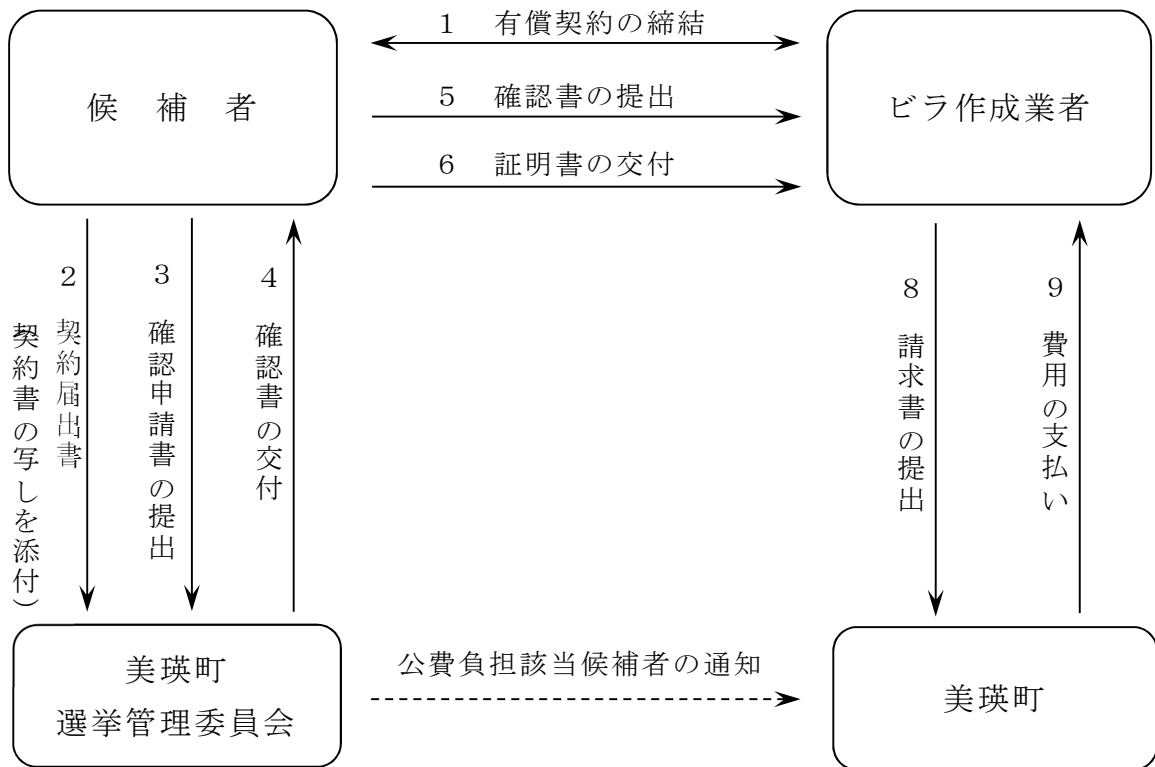 1　有償契約の締結
候　補　者
5　確認書の提出
ビラ作成業者
6　証明書の交付
2　契約届出書
(契約書の写しを添付)
3　確認申請書の提出
4　確認書の交付
8　請求書の提出
9　費用の支払い
美瑛町
選挙管理委員会
公費負担該当候補者の通知
美瑛町